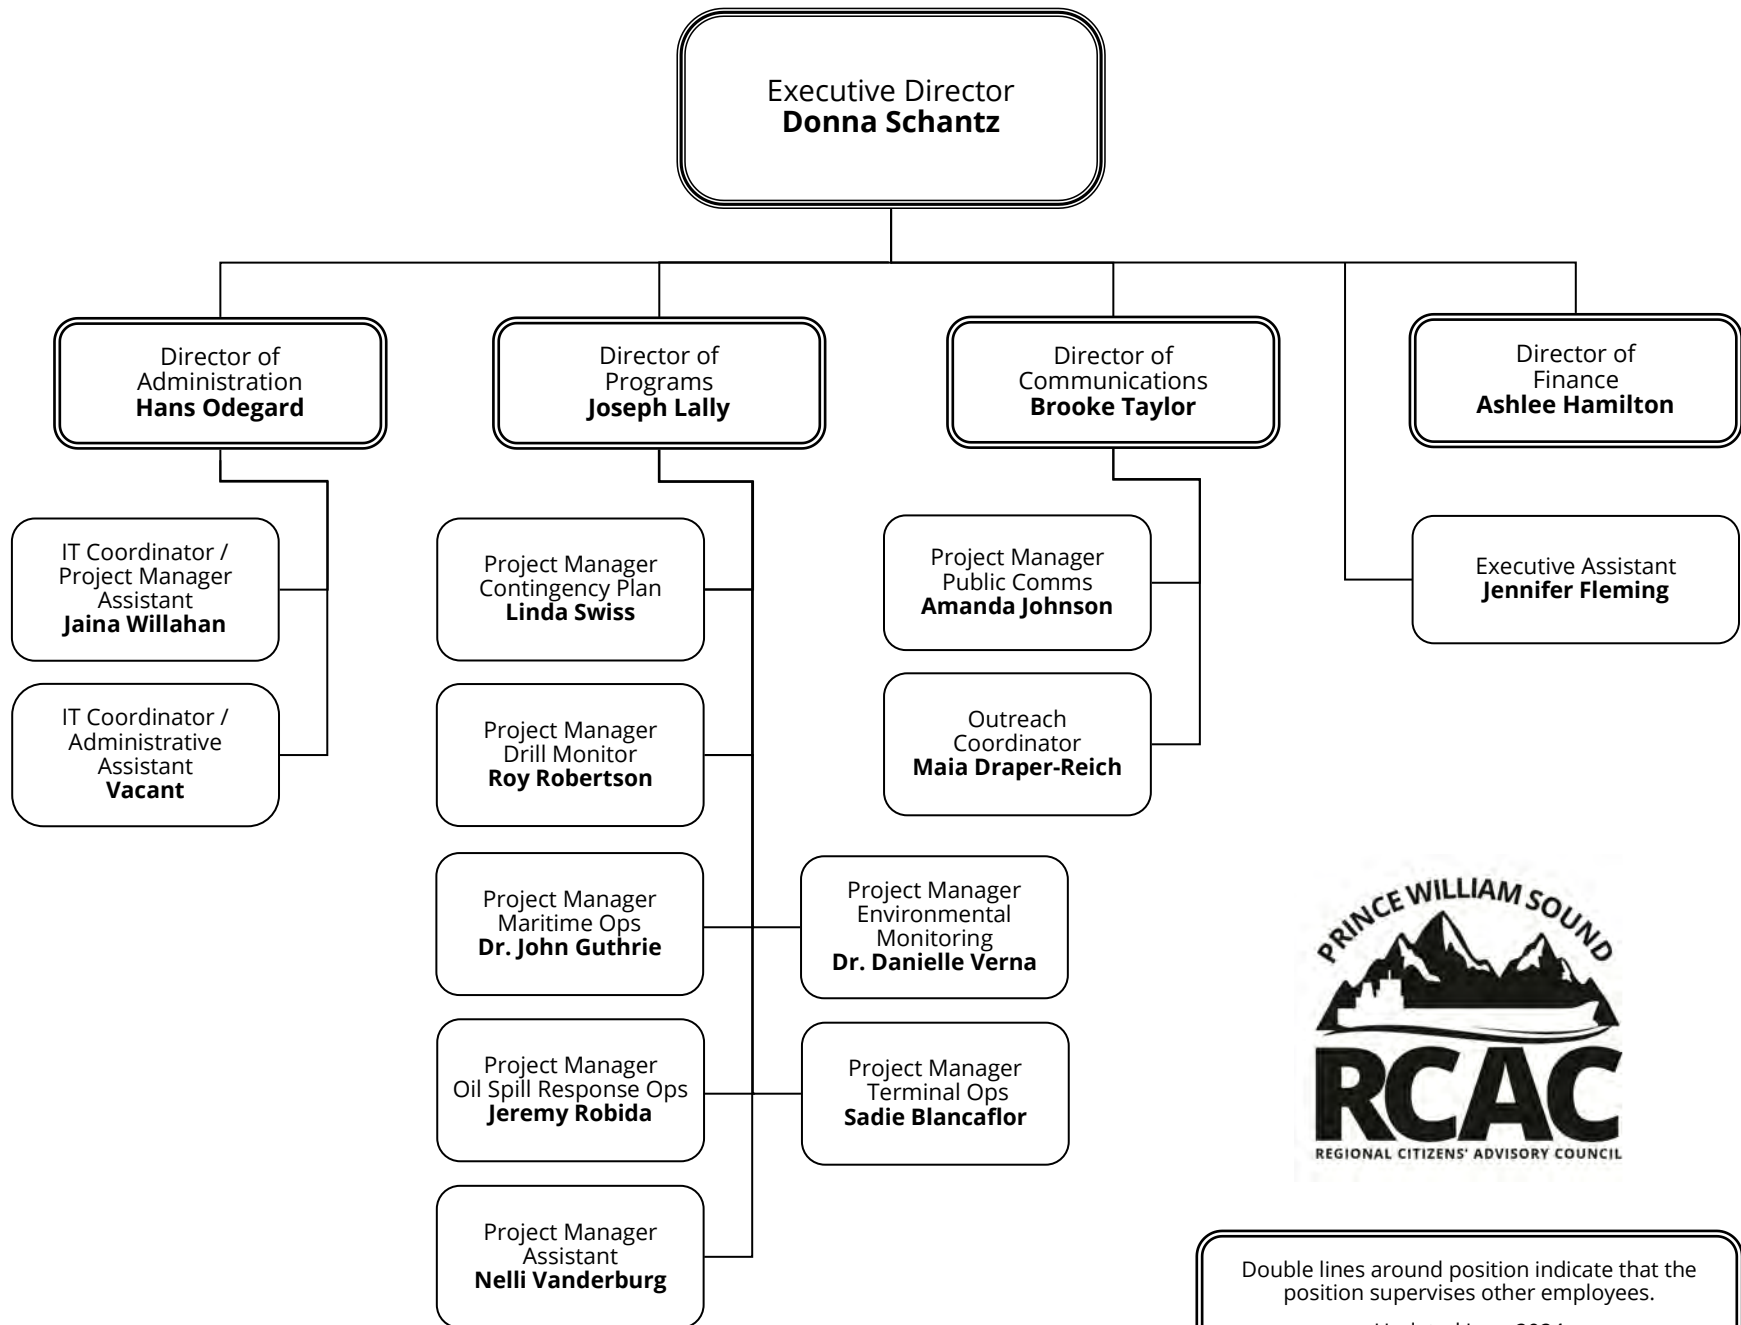 Executive Director
Donna Schantz
Director of
Administration
Hans Odegard
Director of
Programs
Joseph Lally
Director of
Communications
Brooke Taylor
Director of
Finance
Ashlee Hamilton
IT Coordinator /
Project Manager
Assistant
Jaina Willahan
IT Coordinator /
Administrative
Assistant
Vacant
Project Manager
Contingency Plan
Linda Swiss
Project Manager
Drill Monitor
Roy Robertson
Project Manager
Maritime Ops
Dr. John Guthrie
Project Manager
Oil Spill Response Ops
Jeremy Robida
Project Manager
Assistant
Nelli Vanderburg
Project Manager
Environmental
Monitoring
Dr. Danielle Verna
Project Manager
Terminal Ops
Sadie Blancaflor
Project Manager
Public Comms
Amanda Johnson
Outreach
Coordinator
Maia Draper-Reich
Executive Assistant
Jennifer Fleming
PRINCE WILLIAM SOUND
RCAC
REGIONAL CITIZENS' ADVISORY COUNCIL
Double lines around position indicate that the
position supervises other employees.